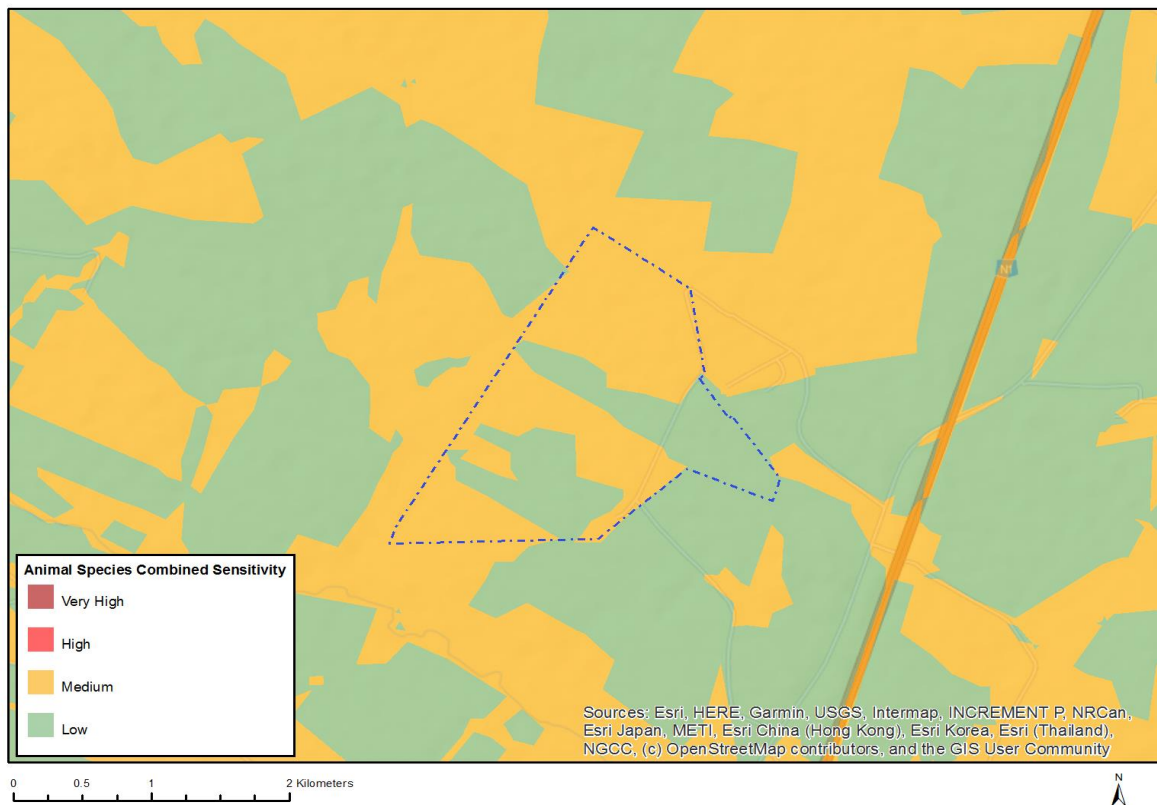 N1
Animal Species Combined Sensitivity
Very High
High
Medium
Low
Sources: Esri, HERE, Garmin, USGS, Intermap, INCREMENT P, NRCan,
Esri Japan, METI, Esri China (Hong Kong), Esri Korea, Esri (Thailand),
NGCC, (c) OpenStreetMap contributors, and the GIS User Community
0 0.5 1 2 Kilometers
N